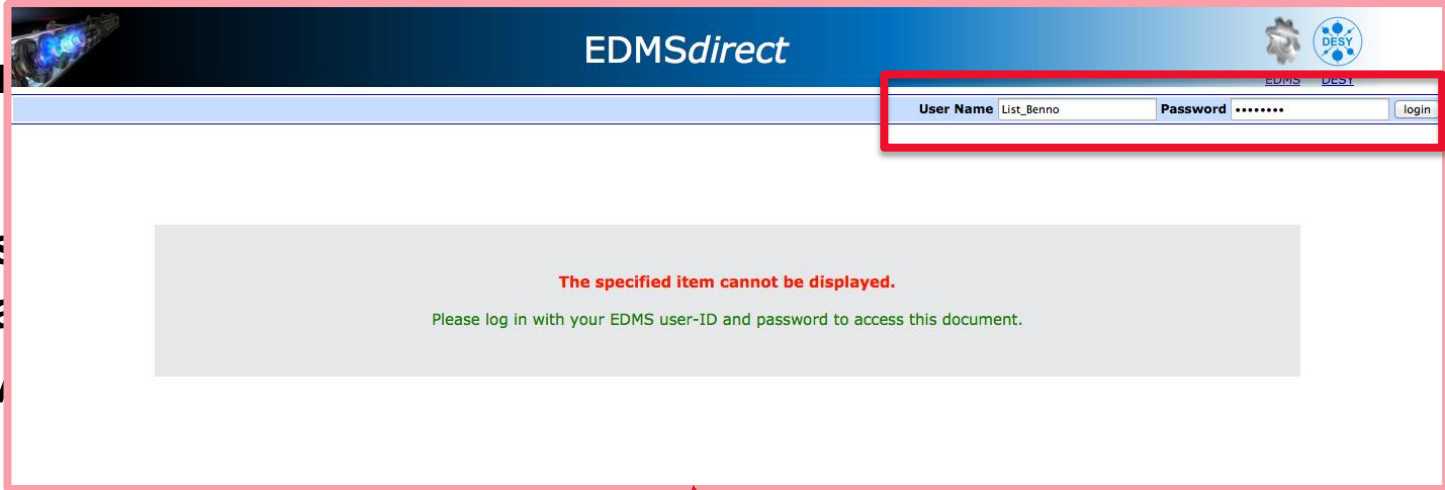 EDMSdirect
DESY
EDMS DESY
User Name List_Benno Password •••••••• login
The specified item cannot be displayed.
Please log in with your EDMS user-ID and password to access this document.